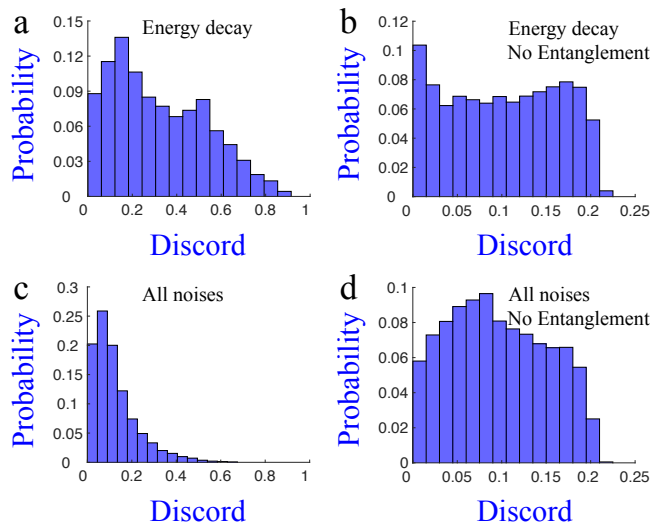 a
Energy decay
Probability
0.15
0.12
0.09
0.06
0.03
0
0 0.2 0.4 0.6 0.8 1
Discord
b
Energy decay
No Entanglement
Probability
0.12
0.1
0.08
0.06
0.04
0.02
0
0 0.05 0.1 0.15 0.2 0.25
Discord
c
All noises
Probability
0.3
0.25
0.2
0.15
0.1
0.05
0
0 0.2 0.4 0.6 0.8 1
Discord
d
All noises
No Entanglement
Probability
0.1
0.08
0.06
0.04
0.02
0
0 0.05 0.1 0.15 0.2 0.25
Discord